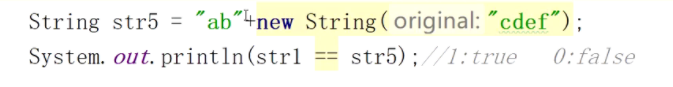 String str5 = "ab"+new String( original: "cdef");
System.out.println(str1 == str5);//1:true   0:false